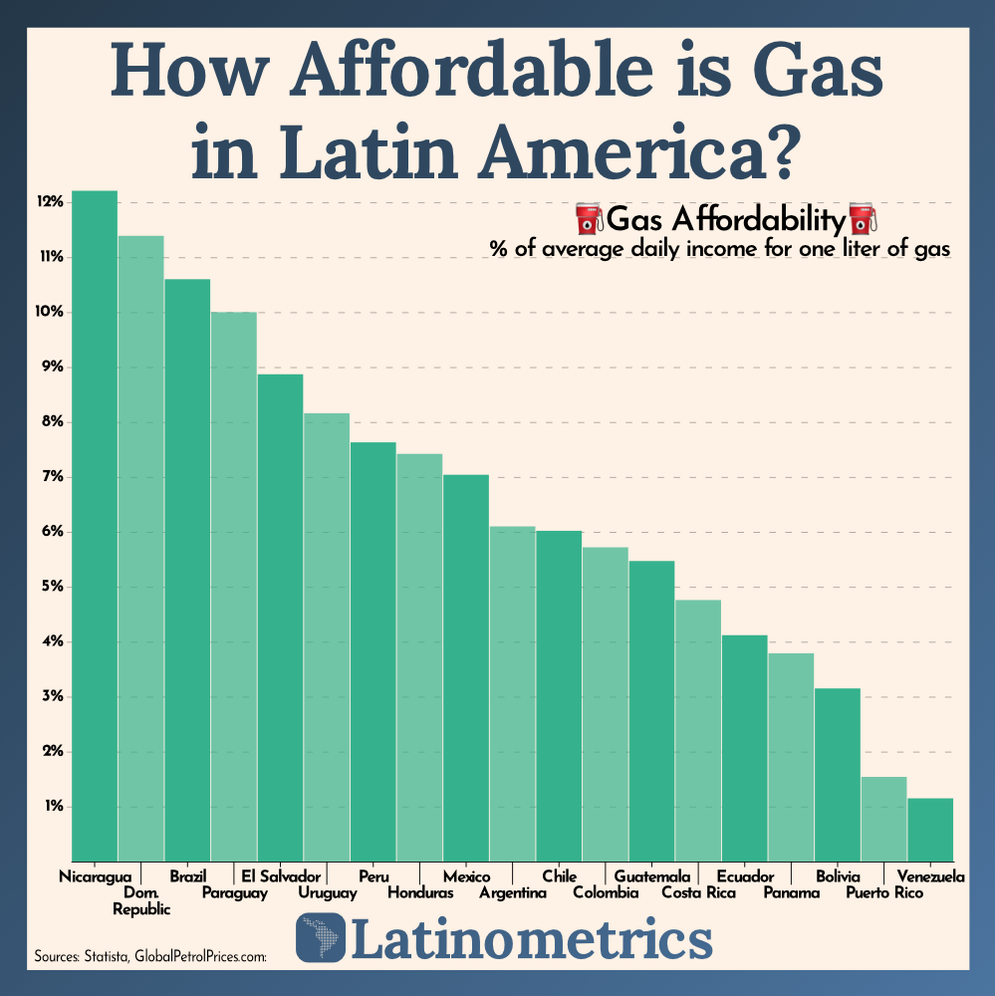 How Affordable is Gas
in Latin America?
Gas Affordability
% of average daily income for one liter of gas
12%
11%
10%
9%
8%
7%
6%
5%
4%
3%
2%
1%
Nicaragua
Dom.
Republic
Brazil
Paraguay
El Salvador
Uruguay
Peru
Honduras
Mexico
Argentina
Chile
Colombia
Guatemala
Costa Rica
Ecuador
Panama
Bolivia
Puerto Rico
Venezuela
Latinometrics
Sources: Statista, GlobalPetrolPrices.com: